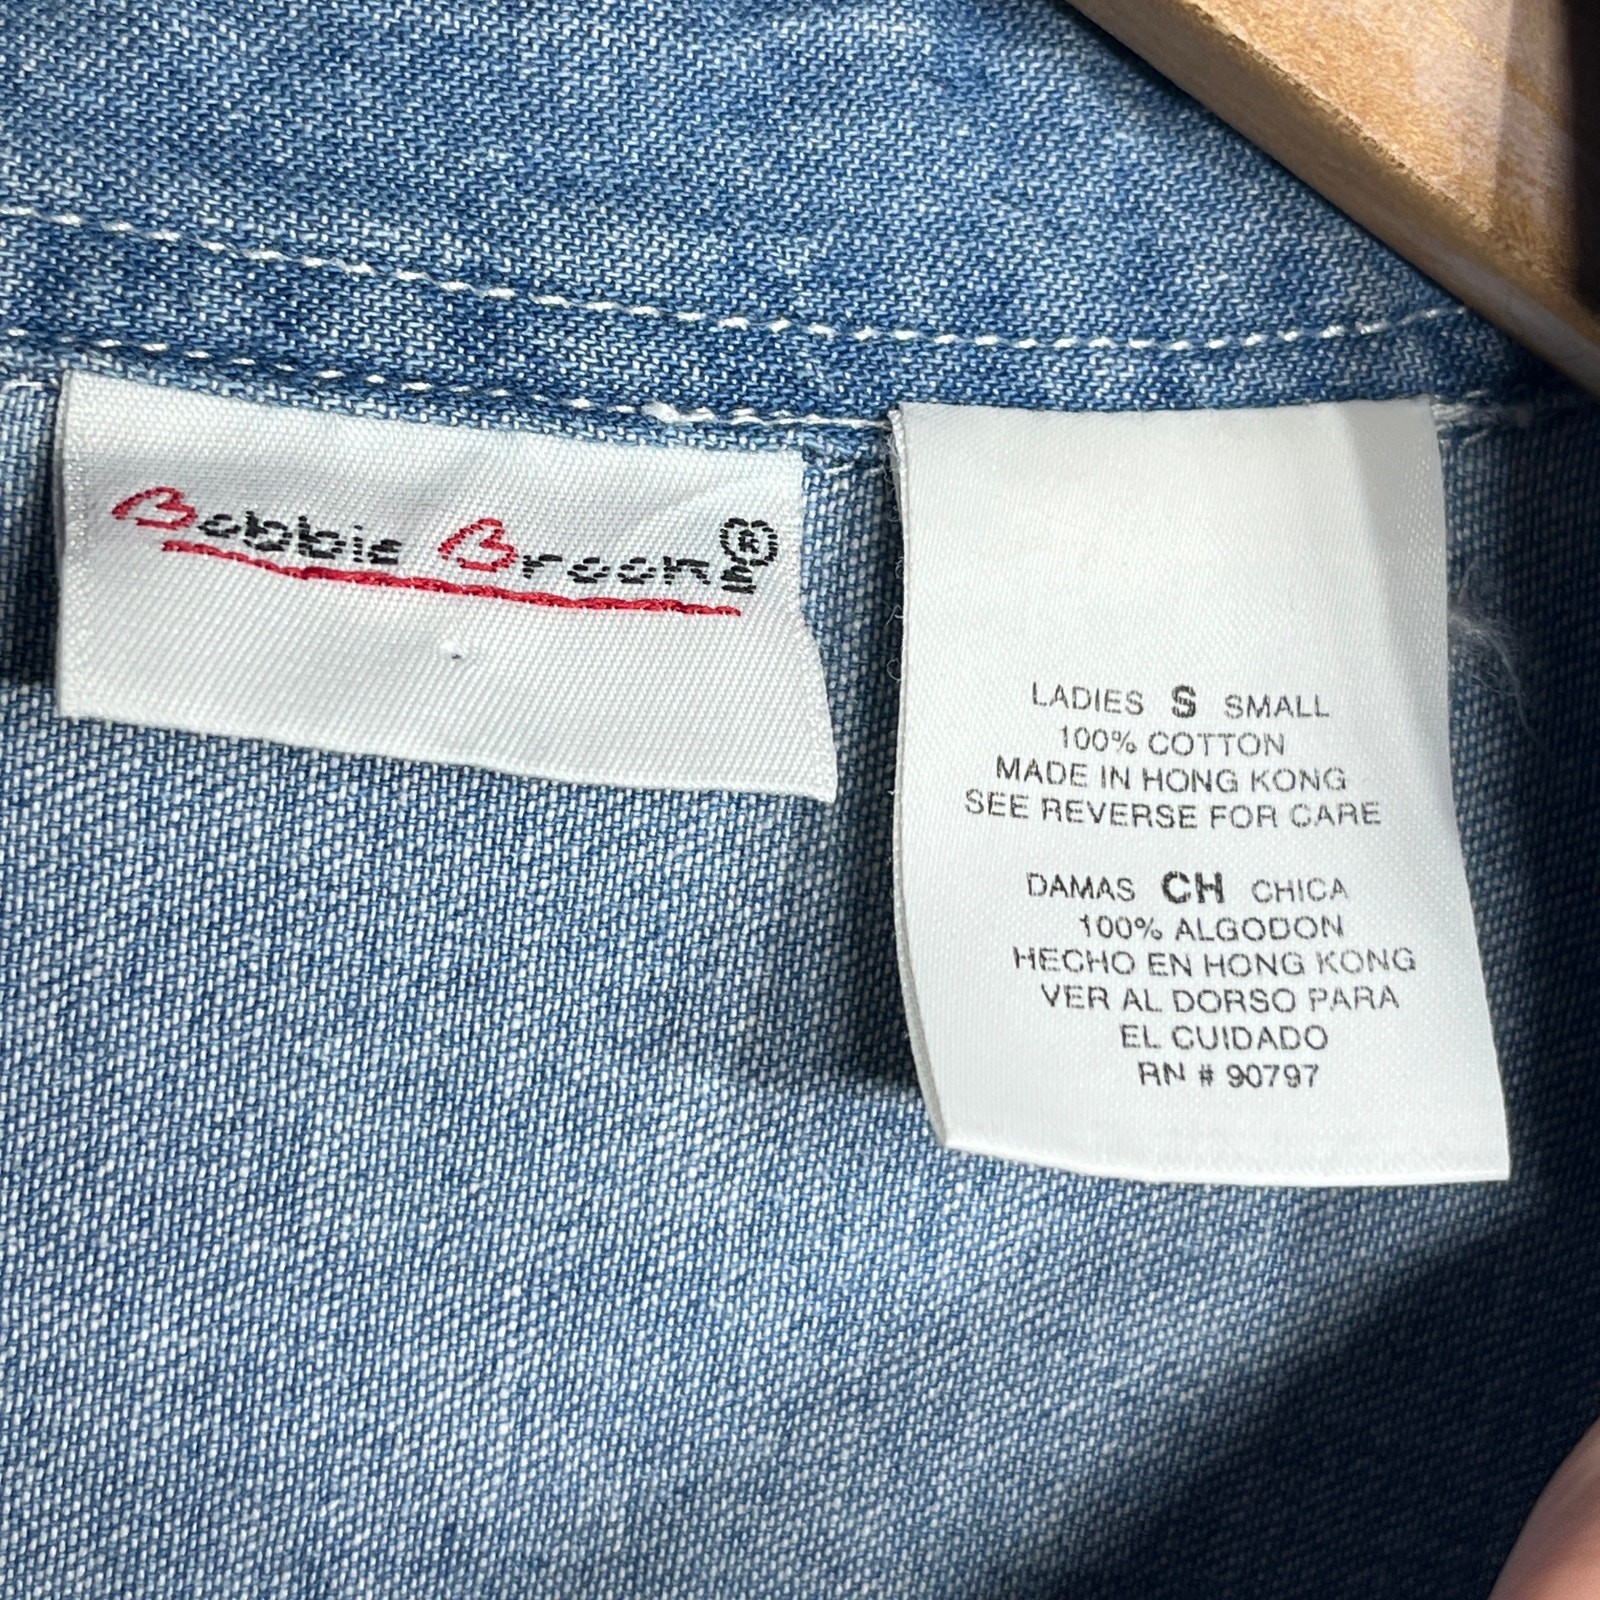 Bobbie Brooks®
LADIES S SMALL
100% COTTON
MADE IN HONG KONG
SEE REVERSE FOR CARE
DAMAS CH CHICA
100% ALGODON
HECHO EN HONG KONG
VER AL DORSO PARA
EL CUIDADO
RN # 90797